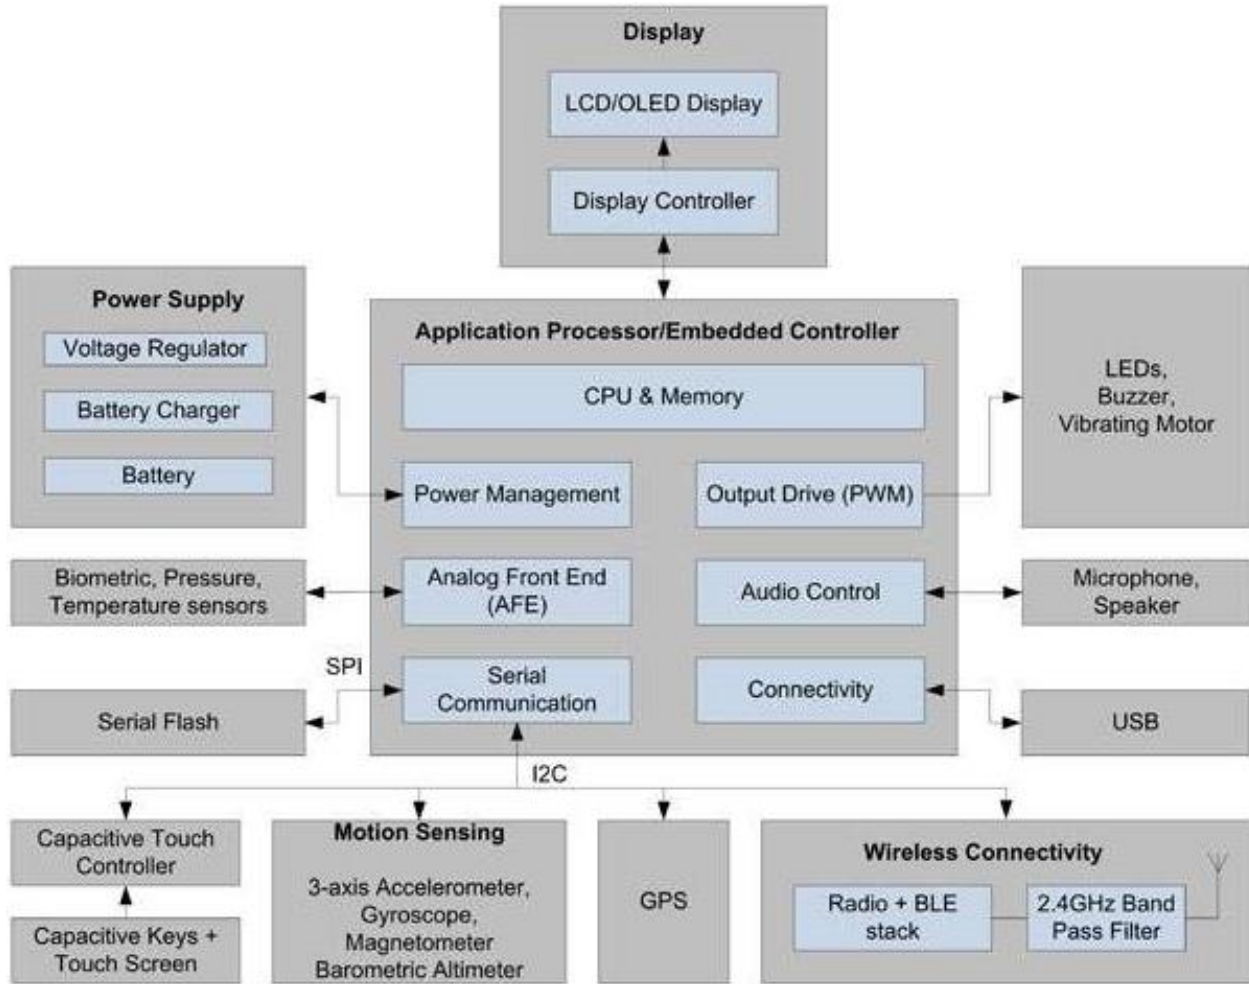 Display
LCD/OLED Display
Display Controller
Power Supply
Voltage Regulator
Battery Charger
Battery
Application Processor/Embedded Controller
CPU & Memory
Power Management
Output Drive (PWM)
Analog Front End
(AFE)
Audio Control
Serial
Communication
Connectivity
LEDs,
Buzzer,
Vibrating Motor
Biometric, Pressure,
Temperature sensors
Microphone,
Speaker
SPI
Serial Flash
USB
I2C
Capacitive Touch
Controller
Capacitive Keys +
Touch Screen
Motion Sensing
3-axis Accelerometer,
Gyroscope,
Magnetometer
Barometric Altimeter
GPS
Wireless Connectivity
Radio + BLE
stack
2.4GHz Band
Pass Filter